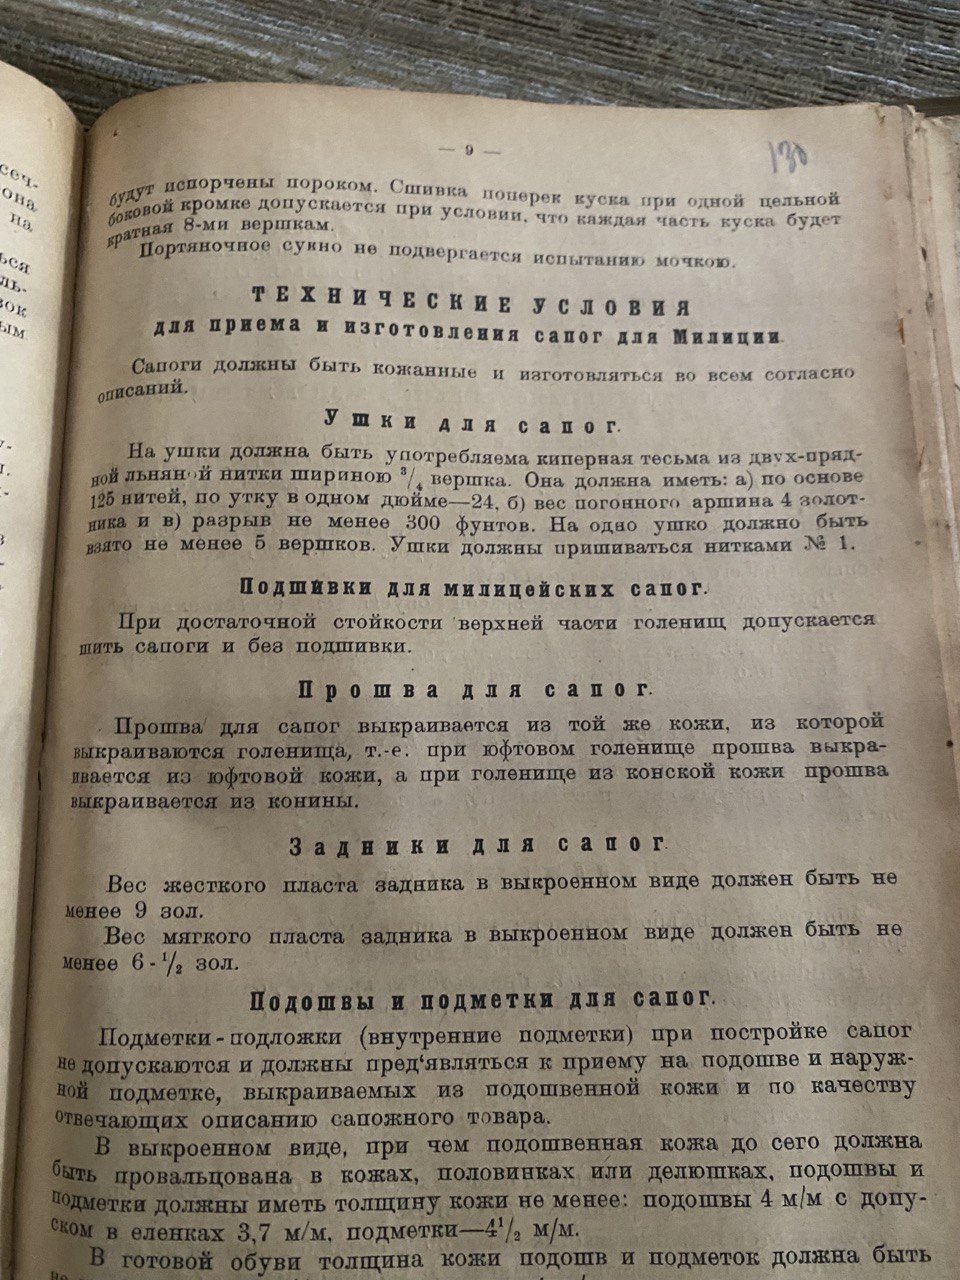 сеч-
она
на
ься
ль-
вок
ым
— 9 —
130
будут испорчены пороком. Сшивка поперек куска при одной цельной
боковой кромке допускается при условии, что каждая часть куска будет
кратная 8-ми вершкам.
Портяночное сукно не подвергается испытанию мочкою.
ТЕХНИЧЕСКИЕ УСЛОВИЯ
для приема и изготовления сапог для Милиции.
Сапоги должны быть кожанные и изготовляться во всем согласно
описаний.
Ушки для сапог.
На ушки должна быть употребляема киперная тесьма из двух-пряд-
ной льняной нитки шириною 3/4 вершка. Она должна иметь: а) по основе
125 нитей, по утку в одном дюйме—24, б) вес погонного аршина 4 золот-
ника и в) разрыв не менее 300 фунтов. На одно ушко должно быть
взято не менее 5 вершков. Ушки должны пришиваться нитками № 1.
Подшивки для милицейских сапог.
При достаточной стойкости верхней части голенищ допускается
шить сапоги и без подшивки.
Прошва для сапог.
Прошва для сапог выкраивается из той же кожи, из которой
выкраиваются голенища, т.-е. при юфтовом голенище прошва выкра-
ивается из юфтовой кожи, а при голенище из конской кожи прошва
выкраивается из конины.
Задники для сапог.
Вес жесткого пласта задника в выкроенном виде должен быть не
менее 9 зол.
Вес мягкого пласта задника в выкроенном виде должен быть не
менее 6-1/2 зол.
Подошвы и подметки для сапог.
Подметки-подложки (внутренние подметки) при постройке сапог
не допускаются и должны пред‘являться к приему на подошве и наруж-
ной подметке, выкраиваемых из подошвенной кожи и по качеству
отвечающих описанию сапожного товара.
В выкроенном виде, при чем подошвенная кожа до сего должна
быть провальцована в кожах, половинках или делюшках, подошвы и
подметки должны иметь толщину кожи не менее: подошвы 4 м/м с допу-
ском в еленках 3,7 м/м, подметки—4 1/2 м/м.
В готовой обуви толщина кожи подошв и подметок должна быть